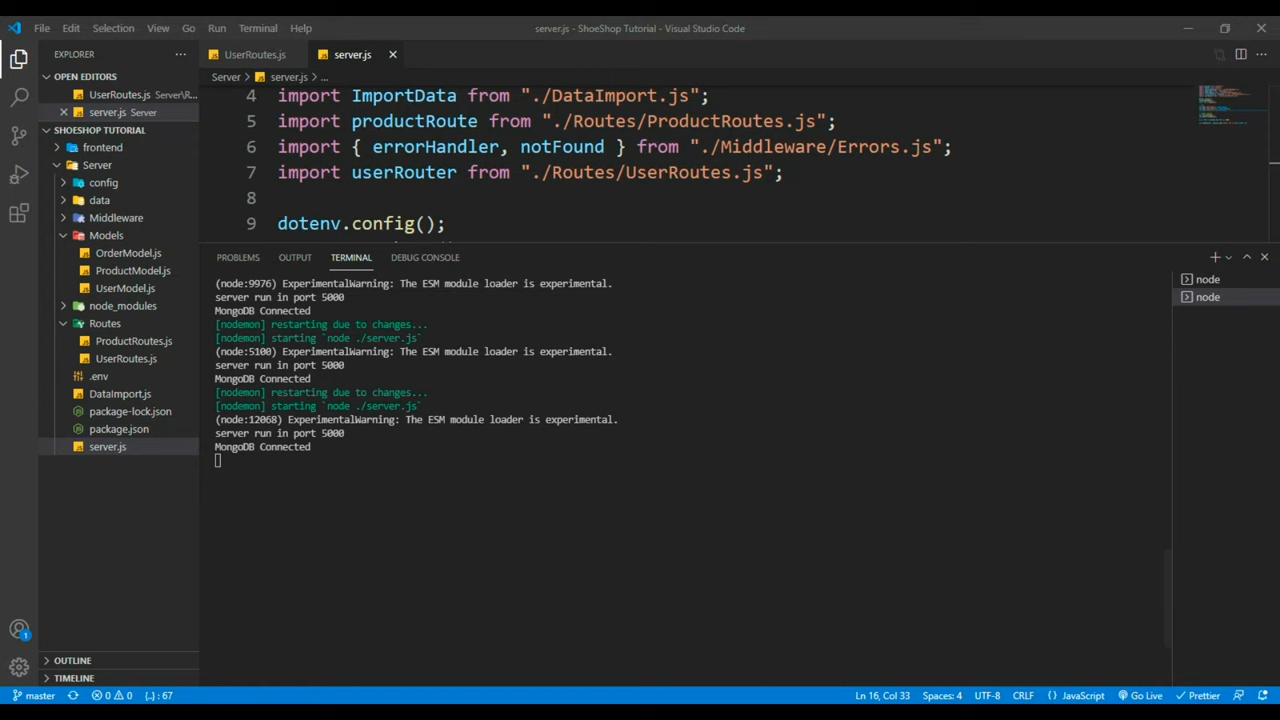 File Edit Selection View Go Run Terminal Help
server.js - ShoeShop Tutorial - Visual Studio Code
EXPLORER
OPEN EDITORS
UserRoutes.js Server\R...
server.js Server
SHOESHOP TUTORIAL
frontend
Server
config
data
Middleware
Models
OrderModel.js
ProductModel.js
UserModel.js
node_modules
Routes
ProductRoutes.js
UserRoutes.js
.env
DataImport.js
package-lock.json
package.json
server.js
OUTLINE
TIMELINE
UserRoutes.js server.js
Server > server.js > ...
4 import ImportData from "./DataImport.js";
5 import productRoute from "./Routes/ProductRoutes.js";
6 import { errorHandler, notFound } from "./Middleware/Errors.js";
7 import userRouter from "./Routes/UserRoutes.js";
8
9 dotenv.config();
PROBLEMS OUTPUT TERMINAL DEBUG CONSOLE
(node:9976) ExperimentalWarning: The ESM module loader is experimental.
server run in port 5000
MongoDB Connected
[nodemon] restarting due to changes...
[nodemon] starting `node ./server.js`
(node:5100) ExperimentalWarning: The ESM module loader is experimental.
server run in port 5000
MongoDB Connected
[nodemon] restarting due to changes...
[nodemon] starting `node ./server.js`
(node:12068) ExperimentalWarning: The ESM module loader is experimental.
server run in port 5000
MongoDB Connected
node
node
1
master 0 0 {..} : 67
Ln 16, Col 33 Spaces: 4 UTF-8 CRLF {} JavaScript Go Live Prettier